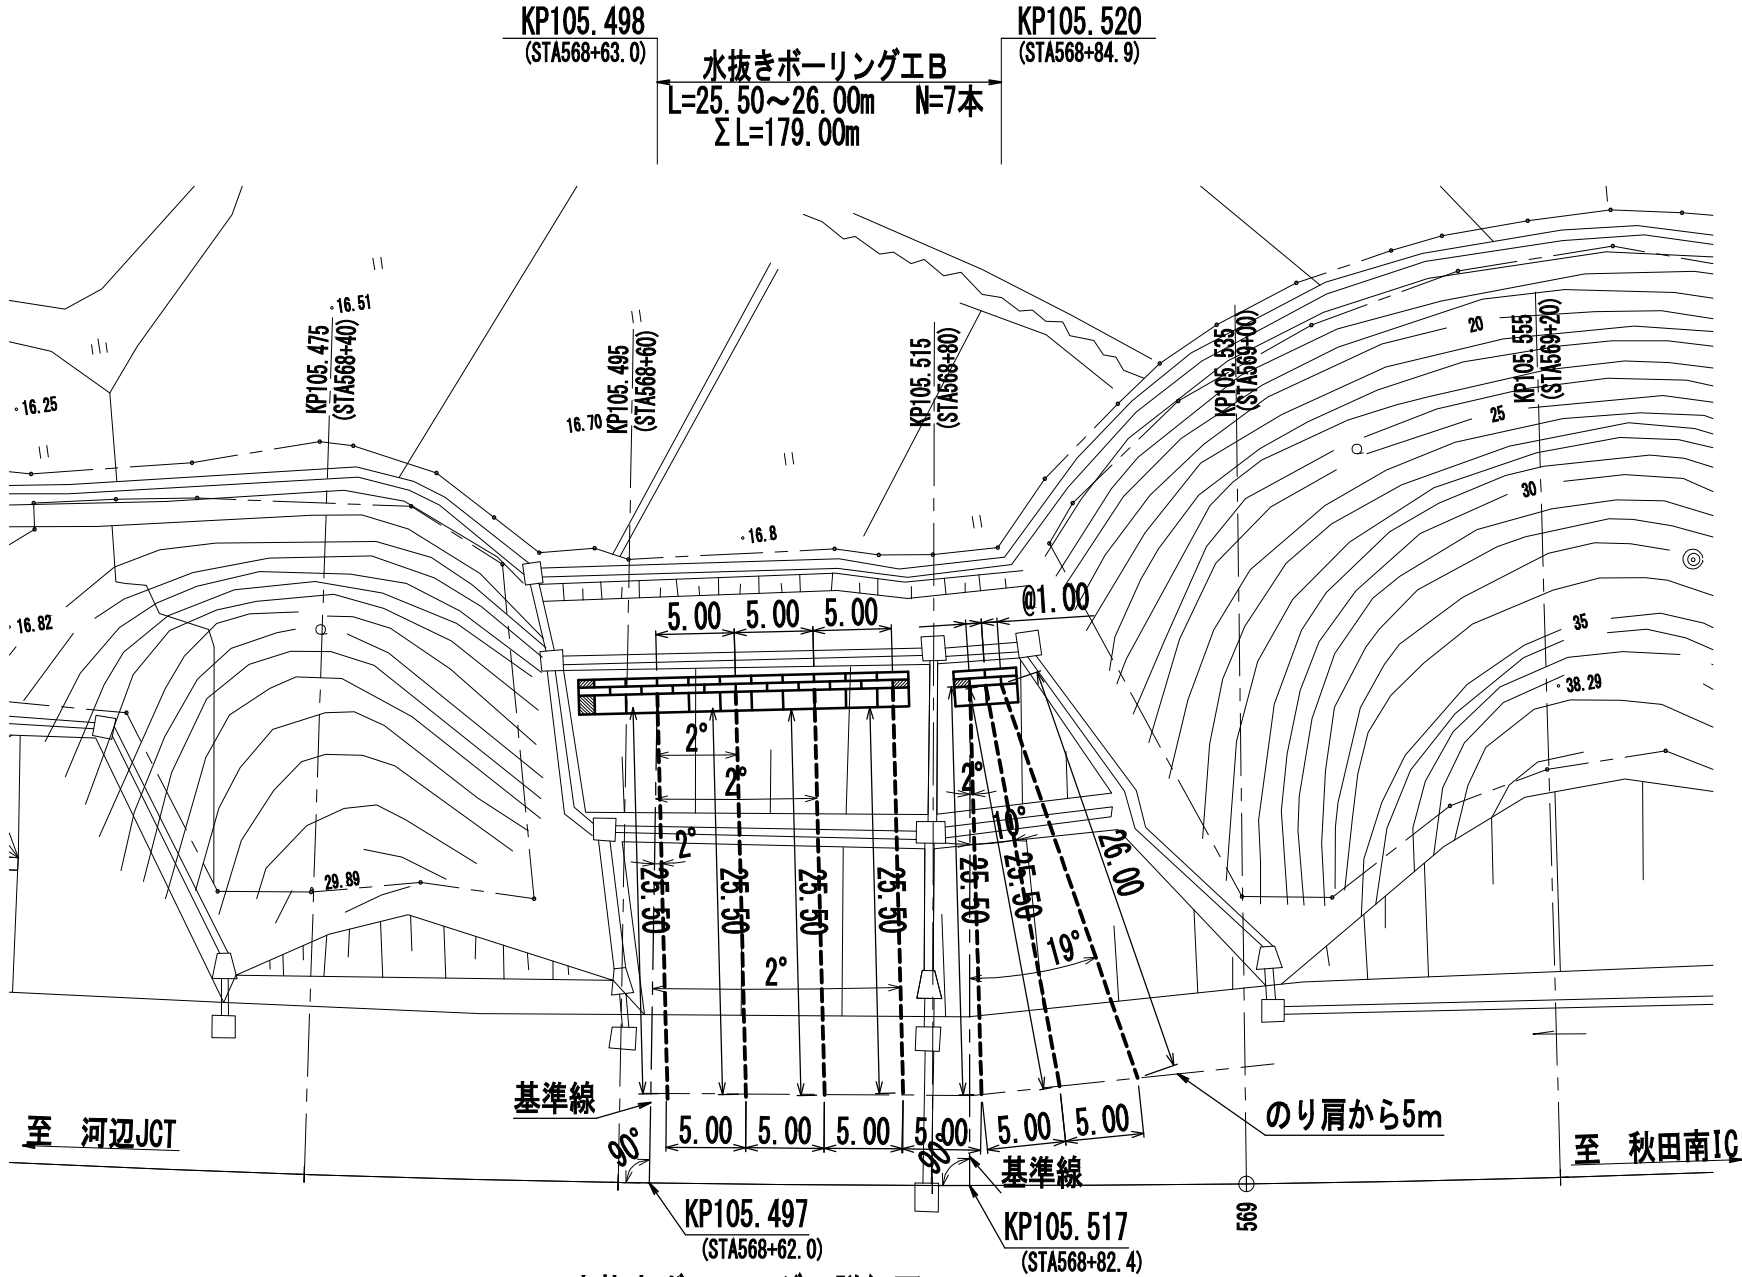 KP105.498
(STA568+63.0)
KP105.520
(STA568+84.9)
水抜きボーリング工B
L=25.50～26.00m　N=7本
ΣL=179.00m
16.51
KP105.475
(STA568+40)
KP105.495
(STA568+60)
KP105.515
(STA568+80)
KP105.535
(STA569+00)
KP105.555
(STA569+20)
20
16.25
16.70
25
30
16.8
16.82
5.00
5.00
5.00
@1.00
35
38.29
2°
2°
2°
2°
10°
26.00
29.89
25.50
25.50
25.50
25.50
25.50
25.50
19°
2°
基準線
のり肩から5m
至　河辺JCT
90°
5.00
5.00
5.00
5.00
5.00
5.00
90°
基準線
至　秋田南IC
KP105.497
(STA568+62.0)
KP105.517
(STA568+82.4)
569